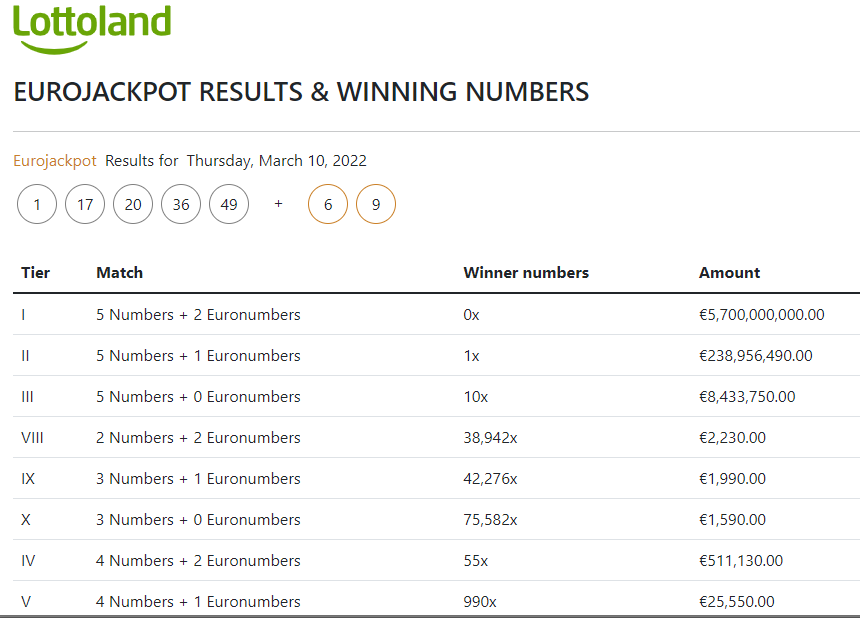 Lottoland
EUROJACKPOT RESULTS & WINNING NUMBERS
Eurojackpot Results for Thursday, March 10, 2022
1 17 20 36 49 + 6 9
Tier Match Winner numbers Amount
I 5 Numbers + 2 Euronumbers 0x €5,700,000,000.00
II 5 Numbers + 1 Euronumbers 1x €238,956,490.00
III 5 Numbers + 0 Euronumbers 10x €8,433,750.00
VIII 2 Numbers + 2 Euronumbers 38,942x €2,230.00
IX 3 Numbers + 1 Euronumbers 42,276x €1,990.00
X 3 Numbers + 0 Euronumbers 75,582x €1,590.00
IV 4 Numbers + 2 Euronumbers 55x €511,130.00
V 4 Numbers + 1 Euronumbers 990x €25,550.00